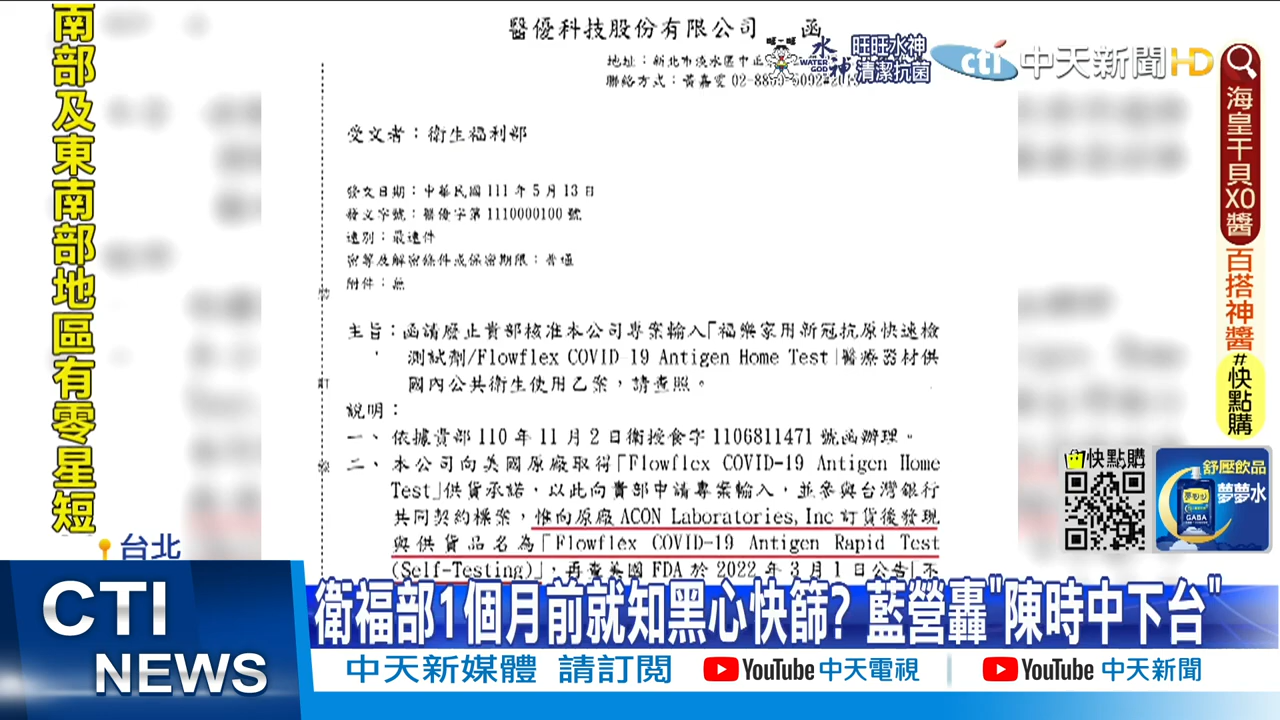 南部及東南部地區有零星短
醫優科技股份有限公司 函
地址:新北市淡水區中正
聯絡方式:黃嘉雯
水神
WATER GOD
旺旺水神
清潔抗菌
cti 中天新聞HD
受文者:衛生福利部
發文日期:中華民國111年5月13日
發文字號:醫優字第1110000100號
速別:最速件
密等及解密條件或保密期限:普通
附件:無
主旨:函請廢止貴部核准本公司專案輸入「福樂家用新冠抗原快速檢
測試劑/Flowflex COVID-19 Antigen Home Test」醫療器材供
國內公共衛生使用乙案,請查照。
說明:
一、依據貴部110年11月2日衛授食字1106811471號函辦理。
二、本公司向美國原廠取得「Flowflex COVID-19 Antigen Home
Test」供貨承諾,以此向貴部申請專案輸入,並參與台灣銀行
共同契約標案,惟向原廠ACON Laboratories,Inc訂貨後發現
與供貨品名為「Flowflex COVID-19 Antigen Rapid Test
(Self-Testing)」,再查美國FDA於2022年3月1日公告「不
海皇干貝XO醬
百搭神醬
#快點購
快點購
舒壓飲品
夢夢水
GABA
台北
CTI NEWS
衛福部1個月前就知黑心快篩? 藍營轟"陳時中下台"
中天新媒體 請訂閱 YouTube 中天電視 YouTube 中天新聞